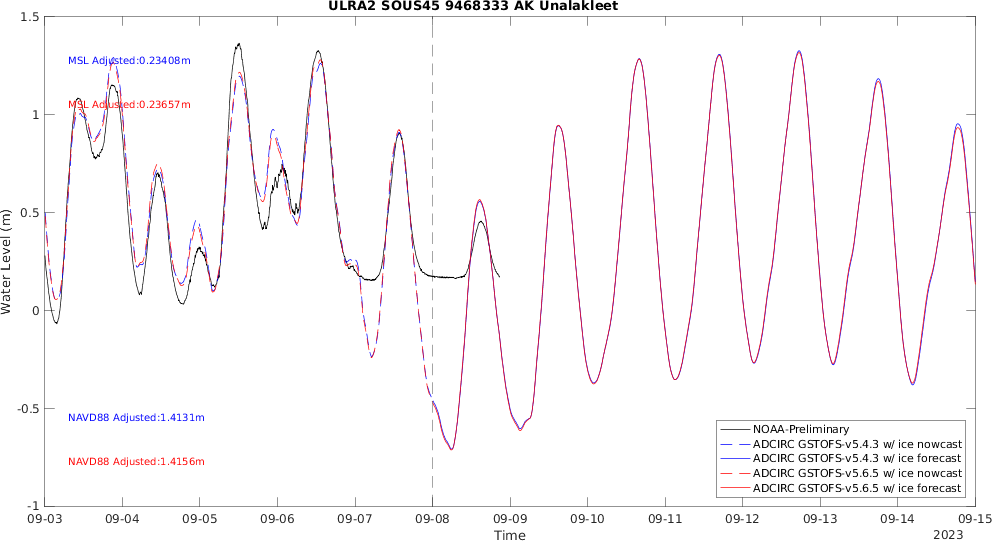 ULRA2 SOUS45 9468333 AK Unalakleet
1.5
1
0.5
0
-0.5
-1
Water Level (m)
MSL Adjusted:0.23408m
MSL Adjusted:0.23657m
NAVD88 Adjusted:1.4131m
NAVD88 Adjusted:1.4156m
NOAA-Preliminary
ADCIRC GSTOFS-v5.4.3 w/ ice nowcast
ADCIRC GSTOFS-v5.4.3 w/ ice forecast
ADCIRC GSTOFS-v5.6.5 w/ ice nowcast
ADCIRC GSTOFS-v5.6.5 w/ ice forecast
09-03 09-04 09-05 09-06 09-07 09-08 09-09 09-10 09-11 09-12 09-13 09-14 09-15
Time
2023